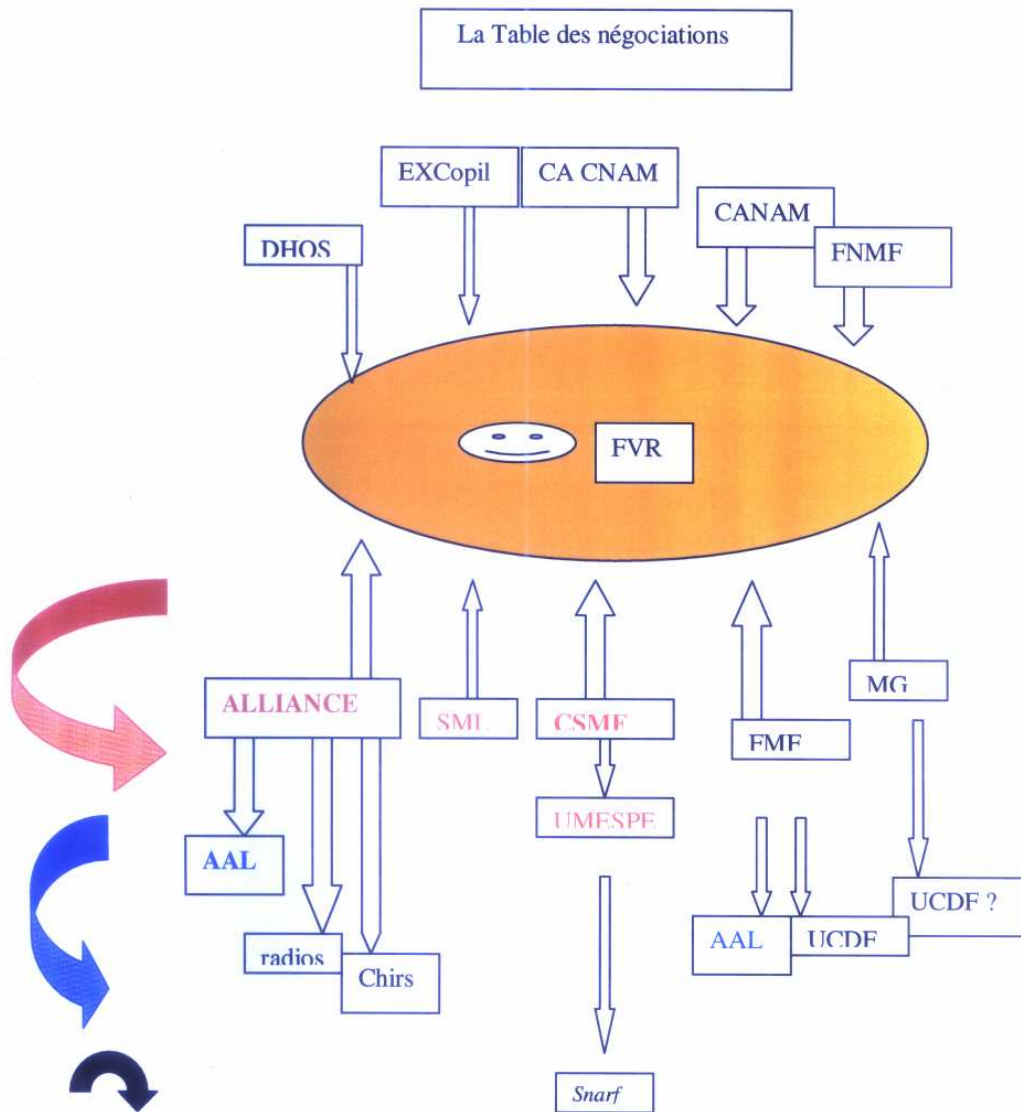 La Table des négociations
EXCopil
CA CNAM
CANAM
FNMF
DHOS
FVR
ALLIANCE
SML
CSMF
FMF
MG
UMESPE
AAL
radios
Chirs
AAL
UCDF
UCDF ?
Snarf